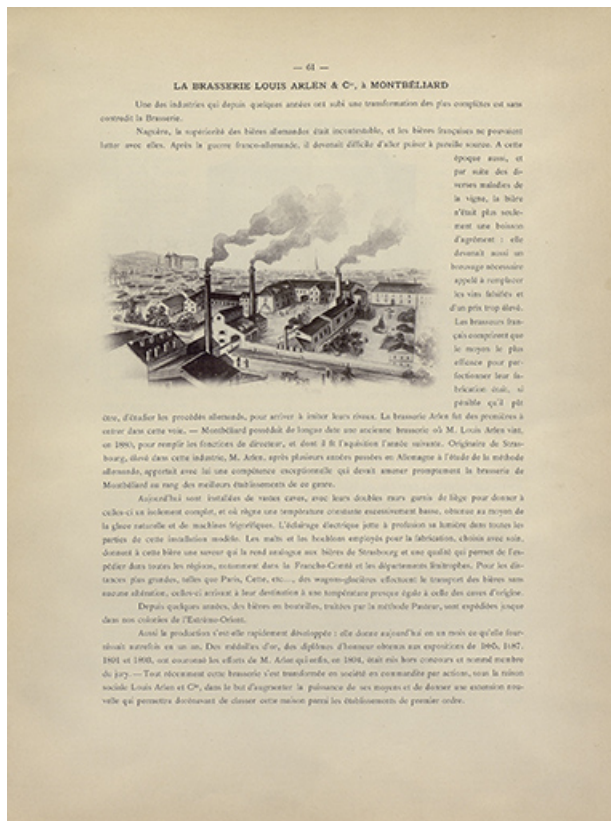 — 61 —
LA BRASSERIE LOUIS ARLEN & Cie, à MONTBÉLIARD
Une des industries qui depuis quelques années ont subi une transformation des plus complètes est sans
contredit la Brasserie.
Naguère, la supériorité des bières allemandes était incontestable, et les bières françaises ne pouvaient
lutter avec elles. Après la guerre franco-allemande, il devenait difficile d'aller puiser à pareille source. A cette
époque aussi, et
par suite des di-
verses maladies de
la vigne, la bière
n'était plus seule-
ment une boisson
d'agrément : elle
devenait aussi un
breuvage nécessaire
appelé à remplacer
les vins falsifiés et
d'un prix trop élevé.
Les brasseurs fran-
çais comprirent que
le moyen le plus
efficace pour per-
fectionner leur fa-
brication était, si
pénible qu'il pût
être, d'étudier les procédés allemands, pour arriver à imiter leurs rivaux. La brasserie Arlen fut des premières à
entrer dans cette voie. — Montbéliard possédait de longue date une ancienne brasserie où M. Louis Arlen vint,
en 1880, pour remplir les fonctions de directeur, et dont il fit l'aquisition l'année suivante. Originaire de Stras-
bourg, élevé dans cette industrie, M. Arlen, après plusieurs années passées en Allemagne à l'étude de la méthode
allemande, apportait avec lui une compétence exceptionnelle qui devait amener promptement la brasserie de
Montbéliard au rang des meilleurs établissements de ce genre.
Aujourd'hui sont installées de vastes caves, avec leurs doubles murs garnis de liège pour donner à
celles-ci un isolement complet, et où règne une température constante excessivement basse, obtenue au moyen de
la glace naturelle et de machines frigorifiques. L'éclairage électrique jette à profusion sa lumière dans toutes les
parties de cette installation modèle. Les malts et les houblons employés pour la fabrication, choisis avec soin,
donnent à cette bière une saveur qui la rend analogue aux bières de Strasbourg et une qualité qui permet de l'ex-
pédier dans toutes les régions, notamment dans la Franche-Comté et les départements limitrophes. Pour les dis-
tances plus grandes, telles que Paris, Cette, etc..., des wagons-glacières effectuent le transport des bières sans
aucune altération, celles-ci arrivant à leur destination à une température presque égale à celle des caves d'origine.
Depuis quelques années, des bières en bouteilles, traitées par la méthode Pasteur, sont expédiées jusque
dans nos colonies de l'Extrême-Orient.
Aussi la production s'est-elle rapidement développée : elle donne aujourd'hui en un mois ce qu'elle four-
nissait autrefois en un an. Des médailles d'or, des diplômes d'honneur obtenus aux expositions de
1891 et 1893, ont couronné les efforts de M. Arlen qui enfin, en 1894, était mis hors concours et nommé membre
du jury. — Tout récemment cette brasserie s'est transformée en société en commandite par actions, sous la raison
sociale Louis Arlen et Cie, dans le but d'augmenter la puissance de ses moyens et de donner une extension nou-
velle qui permettra dorénavant de classer cette maison parmi les établissements de premier ordre.